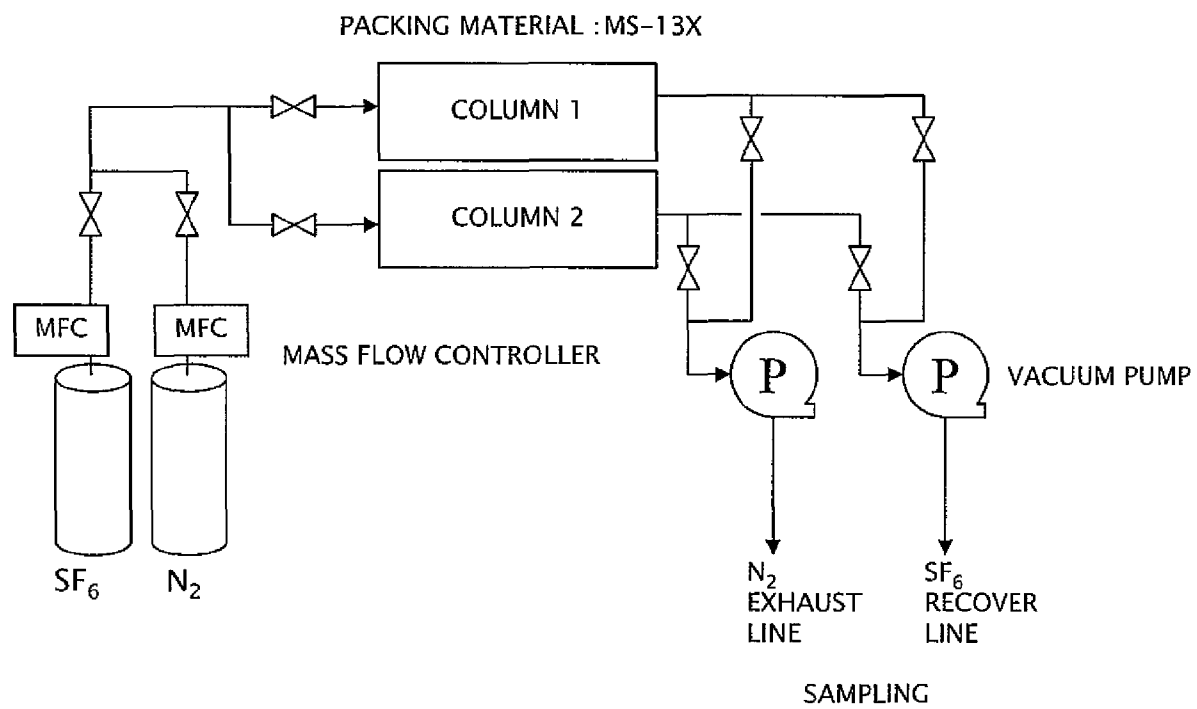 PACKING MATERIAL : MS-13X
COLUMN 1
COLUMN 2
MFC
MFC
MASS FLOW CONTROLLER
P
P
VACUUM PUMP
SF₆
N₂
N₂
EXHAUST
LINE
SF₆
RECOVER
LINE
SAMPLING